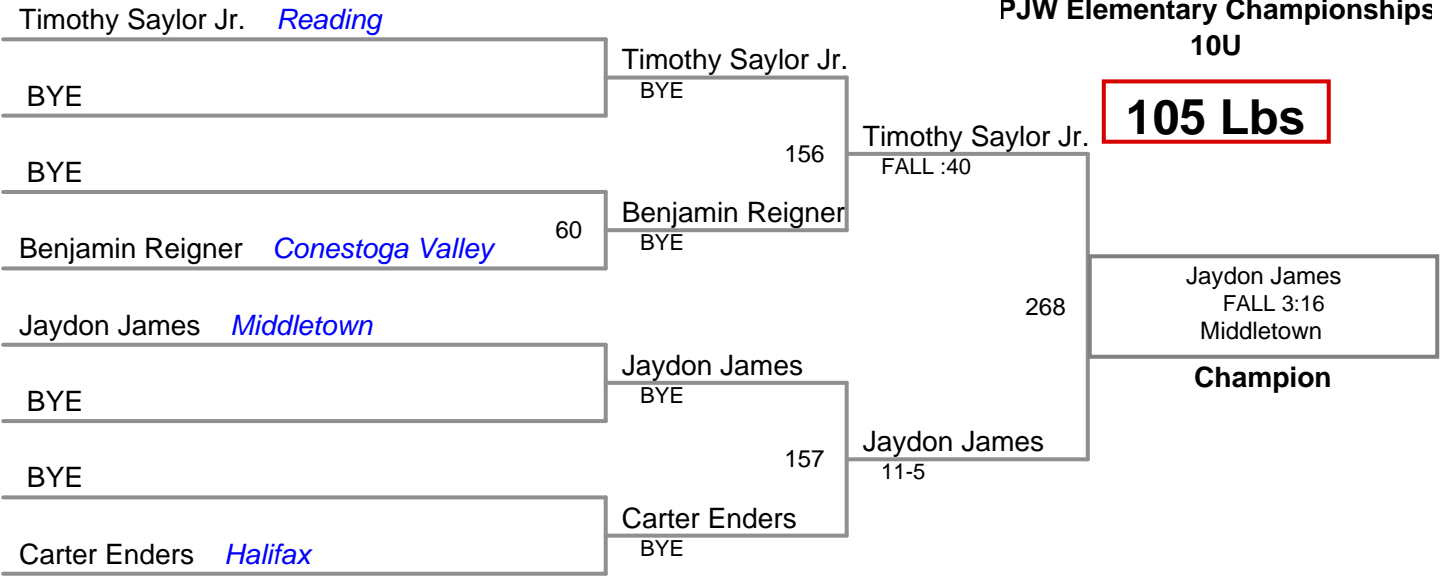 Timothy Saylor Jr. Reading
PJW Elementary Championships
10U
105 Lbs
BYE
BYE
Benjamin Reigner Conestoga Valley
60
Jaydon James Middletown
BYE
BYE
Carter Enders Halifax
Timothy Saylor Jr.
BYE
156
Benjamin Reigner
BYE
Jaydon James
BYE
157
Carter Enders
BYE
Timothy Saylor Jr.
FALL :40
268
Jaydon James
11-5
Jaydon James
FALL 3:16
Middletown
Champion